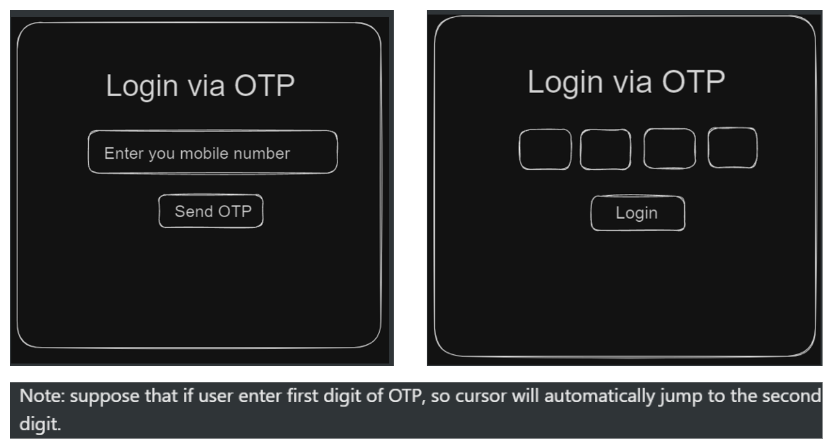 Login via OTP
Enter you mobile number
Send OTP
Login via OTP
Login
Note: suppose that if user enter first digit of OTP, so cursor will automatically jump to the second
digit.